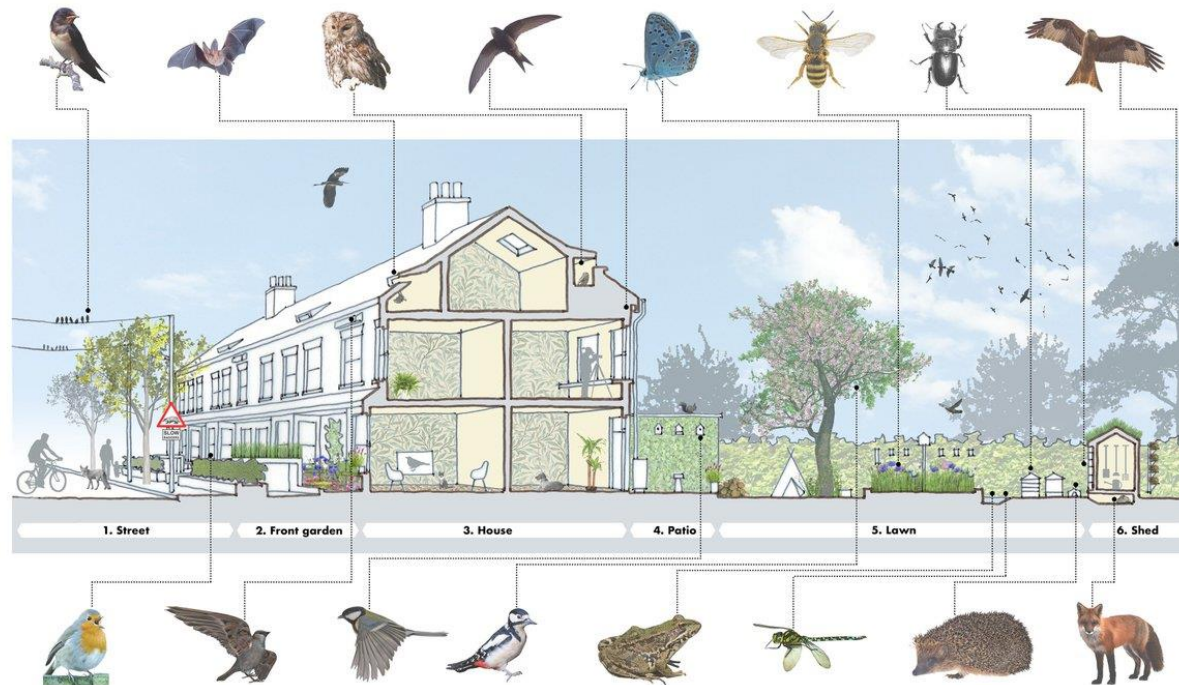 SLOW
1. Street
2. Front garden
3. House
4. Patio
5. Lawn
6. Shed